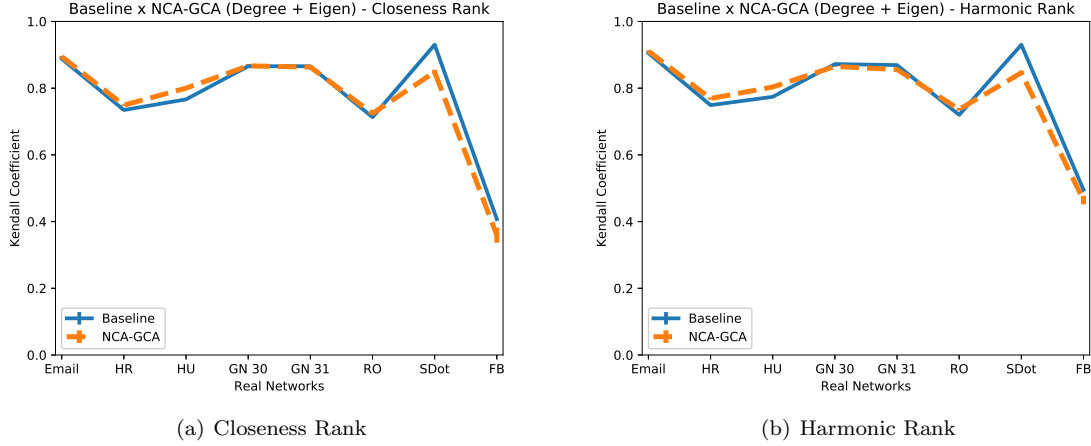 Baseline x NCA-GCA (Degree + Eigen) - Closeness Rank
1.0
0.8
0.6
0.4
0.2
0.0
Kendall Coefficient
Baseline
NCA-GCA
Email HR HU GN 30 GN 31 RO SDot FB
Real Networks
(a) Closeness Rank
Baseline x NCA-GCA (Degree + Eigen) - Harmonic Rank
1.0
0.8
0.6
0.4
0.2
0.0
Kendall Coefficient
Baseline
NCA-GCA
Email HR HU GN 30 GN 31 RO SDot FB
Real Networks
(b) Harmonic Rank